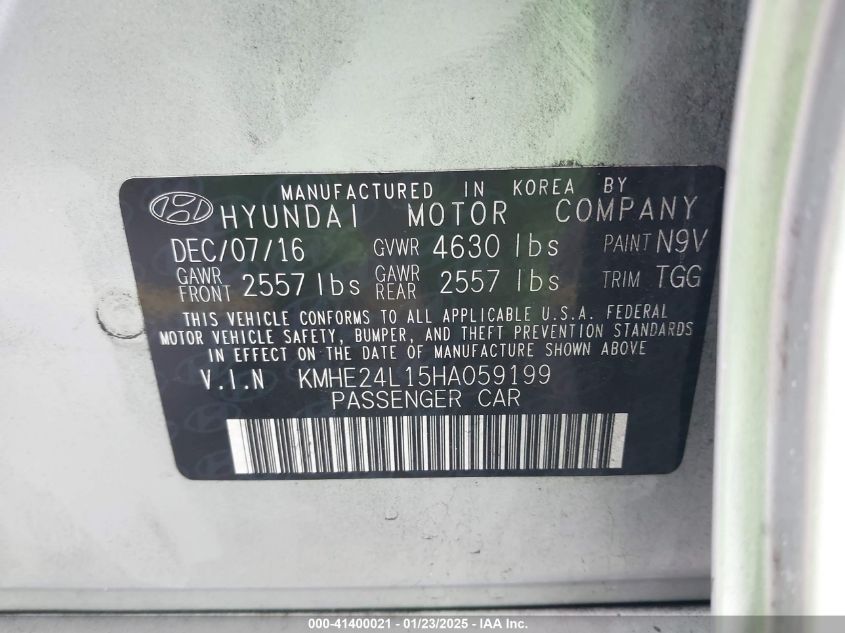 MANUFACTURED IN KOREA BY
HYUNDAI MOTOR COMPANY
DEC/07/16 GVWR 4630 lbs PAINT N9V
GAWR FRONT 2557 lbs GAWR REAR 2557 lbs TRIM TGG
THIS VEHICLE CONFORMS TO ALL APPLICABLE U.S.A. FEDERAL
MOTOR VEHICLE SAFETY, BUMPER, AND THEFT PREVENTION STANDARDS
IN EFFECT ON THE DATE OF MANUFACTURE SHOWN ABOVE
V.I.N KMHE24L15HA059199
PASSENGER CAR
000-41400021 - 01/23/2025 - IAA Inc.